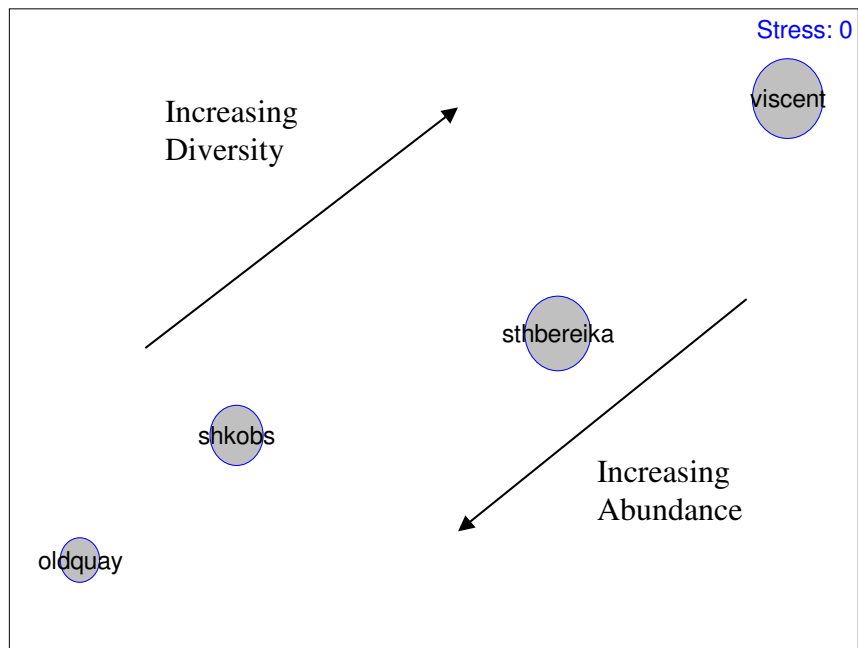 Stress: 0
viscent
Increasing
Diversity
sthbereika
shkobs
Increasing
Abundance
oldquay